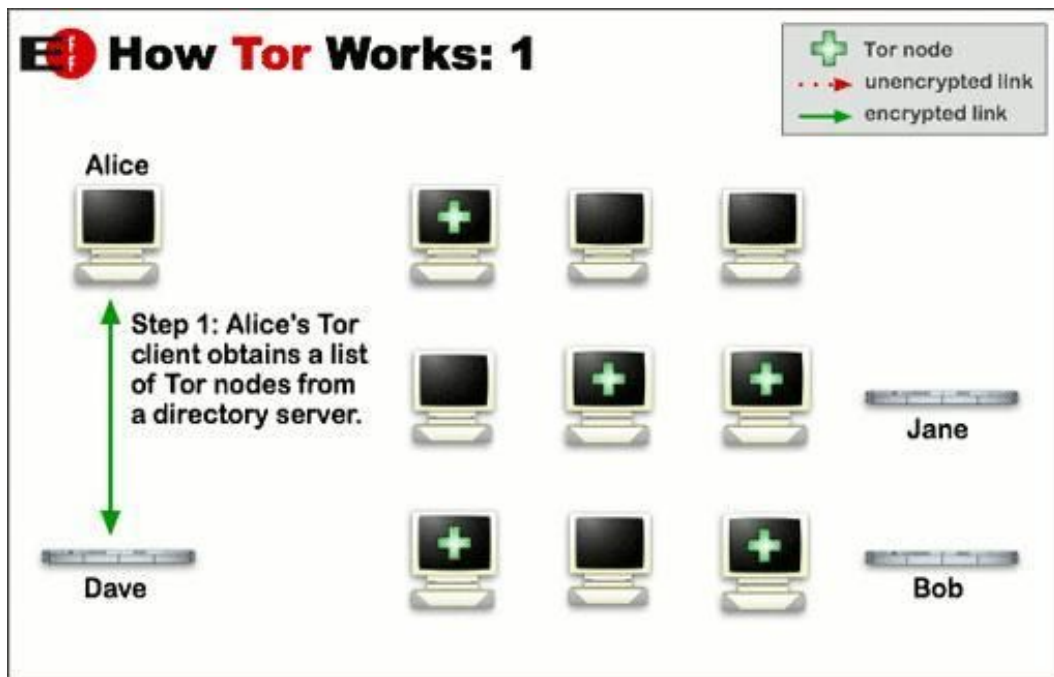 EFF How Tor Works: 1
Tor node
unencrypted link
encrypted link
Alice
Step 1: Alice's Tor
client obtains a list
of Tor nodes from
a directory server.
Jane
Dave
Bob